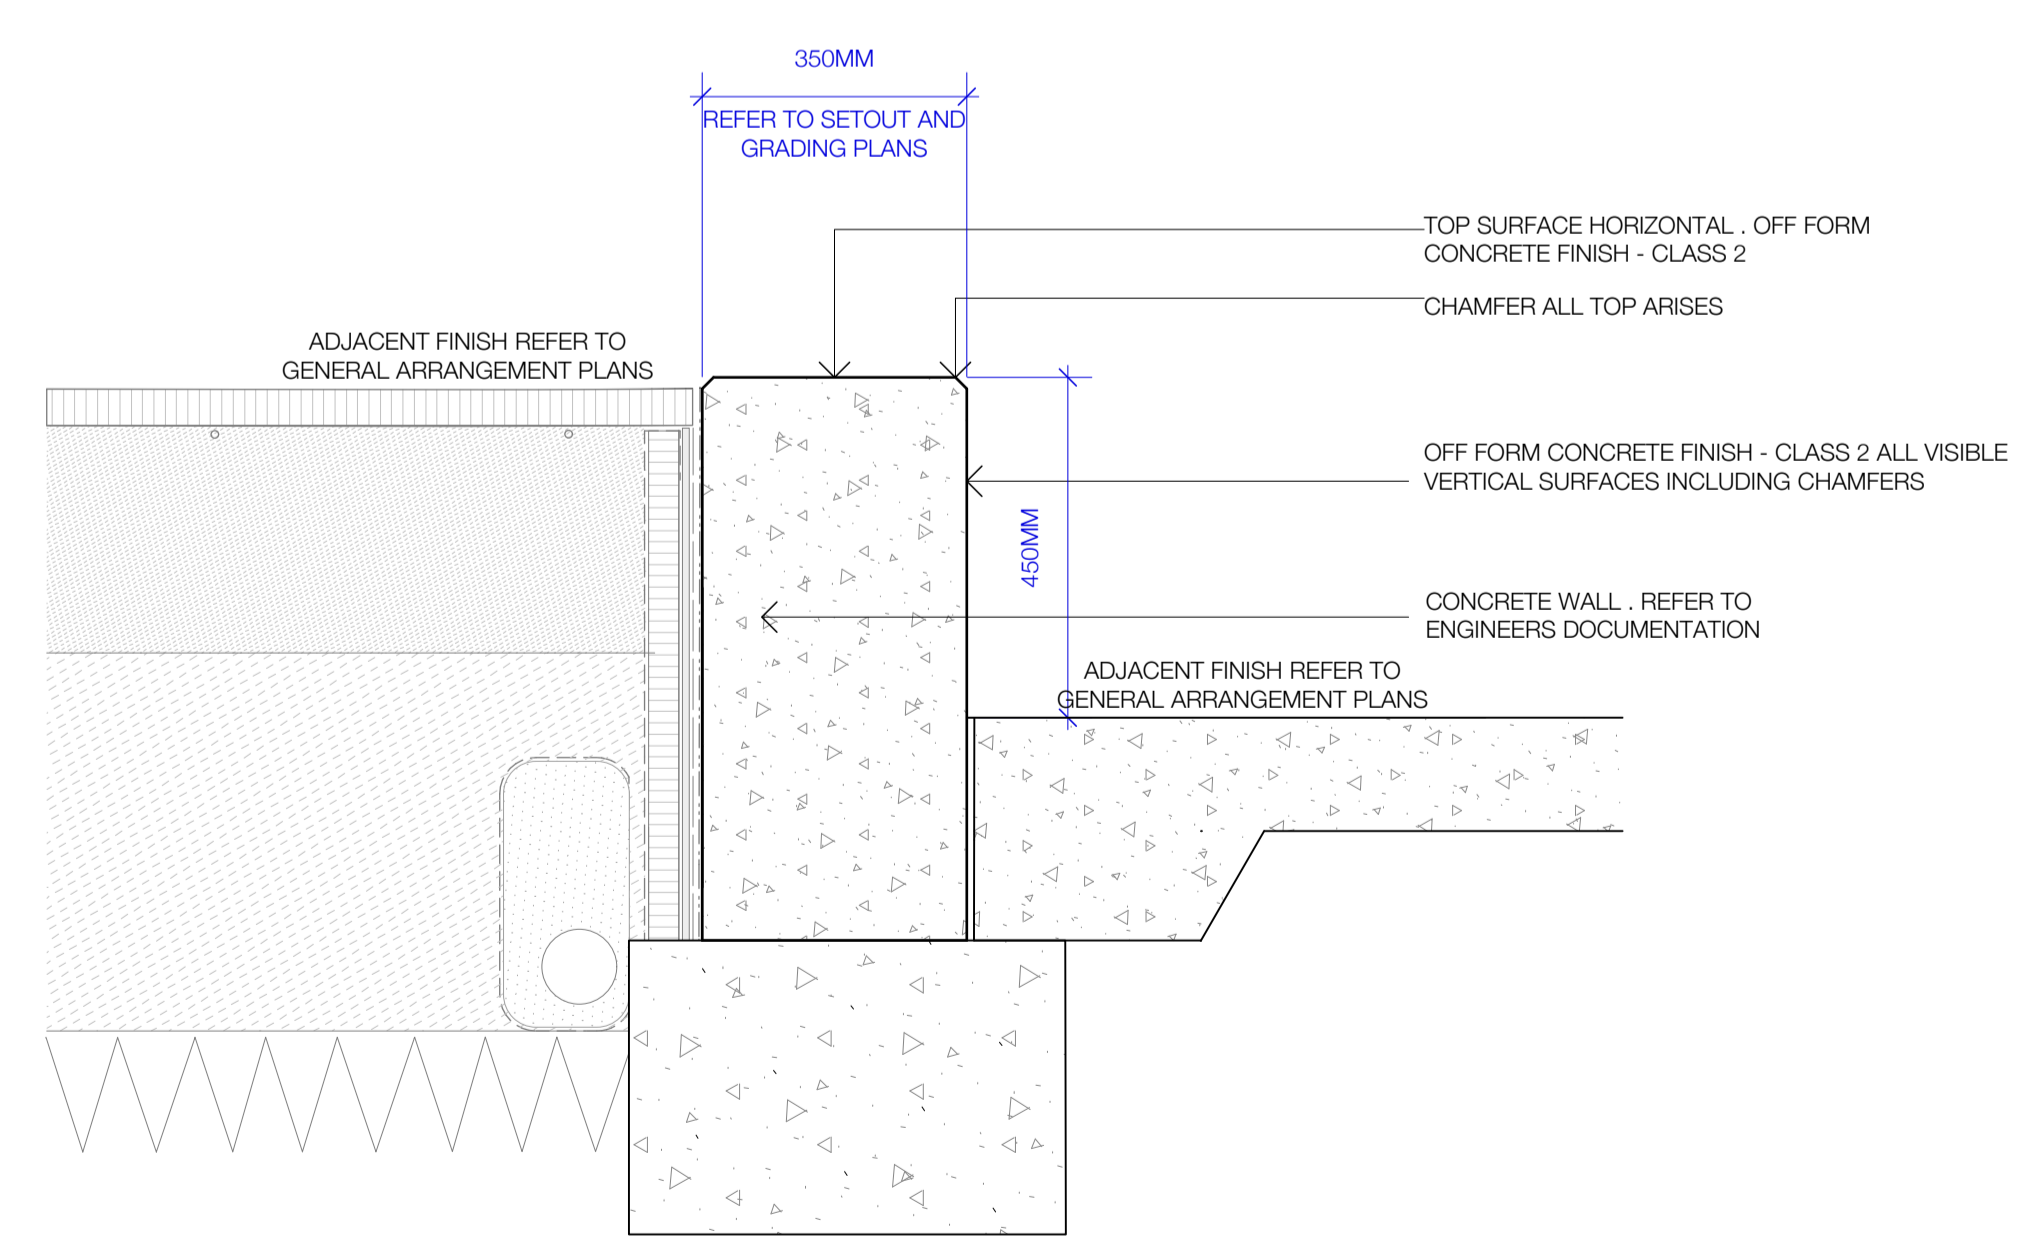 350MM
REFER TO SETOUT AND
GRADING PLANS
TOP SURFACE HORIZONTAL . OFF FORM
CONCRETE FINISH - CLASS 2
CHAMFER ALL TOP ARISES
ADJACENT FINISH REFER TO
GENERAL ARRANGEMENT PLANS
OFF FORM CONCRETE FINISH - CLASS 2 ALL VISIBLE
VERTICAL SURFACES INCLUDING CHAMFERS
450MM
CONCRETE WALL . REFER TO
ENGINEERS DOCUMENTATION
ADJACENT FINISH REFER TO
GENERAL ARRANGEMENT PLANS